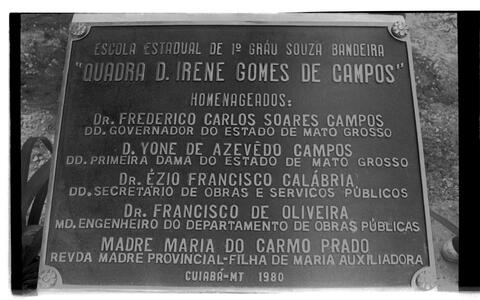 ESCOLA ESTADUAL DE 1º GRÁU SOUZA BANDEIRA
"QUADRA D. IRENE GOMES DE CAMPOS"
HOMENAGEADOS:
DR. FREDERICO CARLOS SOARES CAMPOS
DD. GOVERNADOR DO ESTADO DE MATO GROSSO
D. YONE DE AZEVÊDO CAMPOS
DD. PRIMEIRA DAMA DO ESTADO DE MATO GROSSO
DR. ÉZIO FRANCISCO CALÁBRIA
DD. SECRETÁRIO DE OBRAS E SERVIÇOS PÚBLICOS
DR. FRANCISCO DE OLIVEIRA
MD. ENGENHEIRO DO DEPARTAMENTO DE OBRAS PÚBLICAS
MADRE MARIA DO CARMO PRADO
REVDA MADRE PROVINCIAL-FILHA DE MARIA AUXILIADORA
CUIABÁ-MT 1980